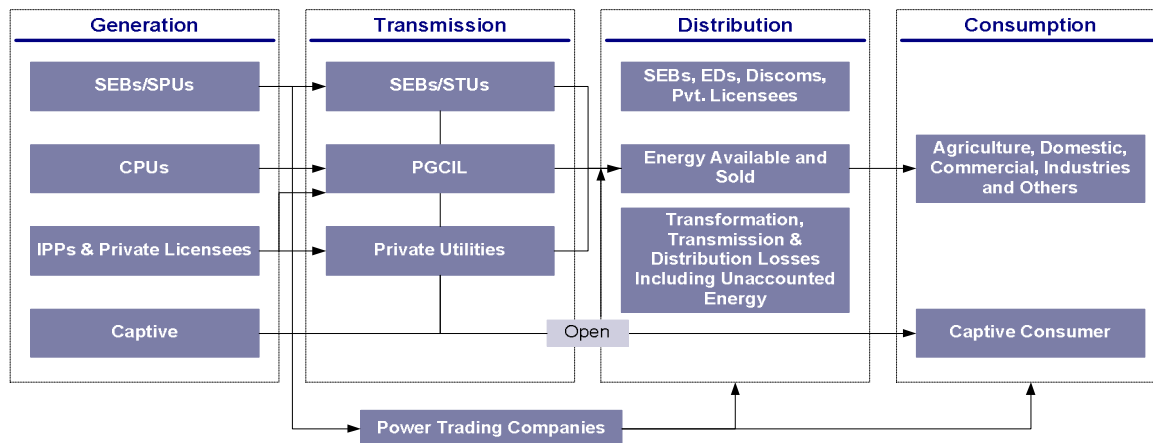 Generation
Transmission
Distribution
Consumption
SEBs/SPUs
CPUs
IPPs & Private Licensees
Captive
SEBs/STUs
PGCIL
Private Utilities
SEBs, EDs, Discoms,
Pvt. Licensees
Energy Available and
Sold
Transformation,
Transmission &
Distribution Losses
Including Unaccounted
Energy
Open
Agriculture, Domestic,
Commercial, Industries
and Others
Captive Consumer
Power Trading Companies